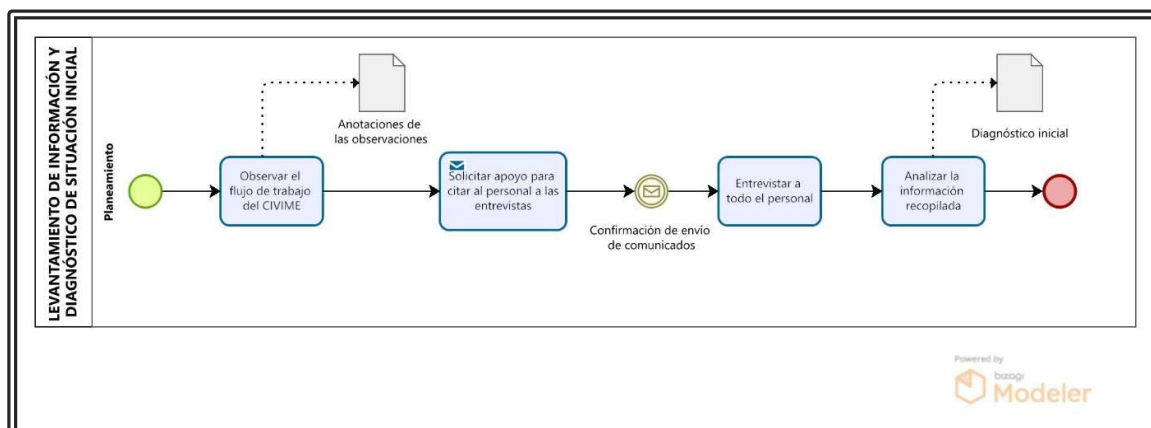 LEVANTAMIENTO DE INFORMACIÓN Y
DIAGNÓSTICO DE SITUACIÓN INICIAL
Planeamiento
Observar el
flujo de trabajo
del CIVIME
Anotaciones de
las observaciones
Solicitar apoyo para
citar al personal a las
entrevistas
Confirmación de envío
de comunicados
Entrevistar a
todo el personal
Analizar la
información
recopilada
Diagnóstico inicial
Powered by
bizagi
Modeler